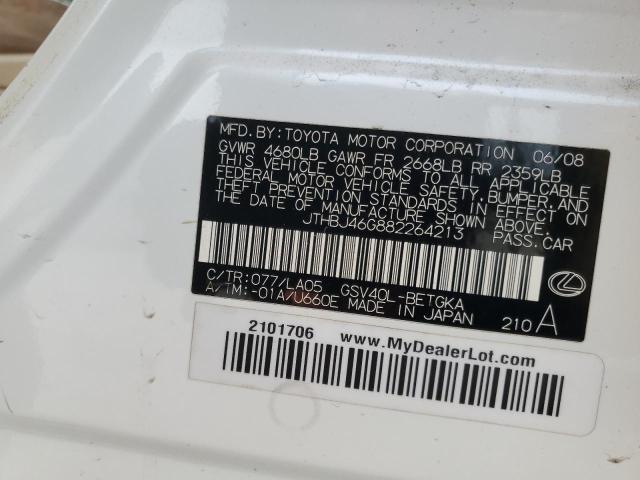 MFD.BY:TOYOTA MOTOR CORPORATION 06/08
GVWR 4680LB GAWR FR 2668LB RR 2359LB
THIS VEHICLE CONFORMS TO ALL APPLICABLE
FEDERAL MOTOR VEHICLE SAFETY,BUMPER,AND
THEFT PREVENTION STANDARDS IN EFFECT ON
THE DATE OF MANUFACTURE SHOWN ABOVE.
JTHBJ46G882264213 PASS.CAR
C/TR:077/LA05 GSV40L-BETGKA
A/TM:-01A/U660E MADE IN JAPAN 210A
2101706 www.MyDealerLot.com